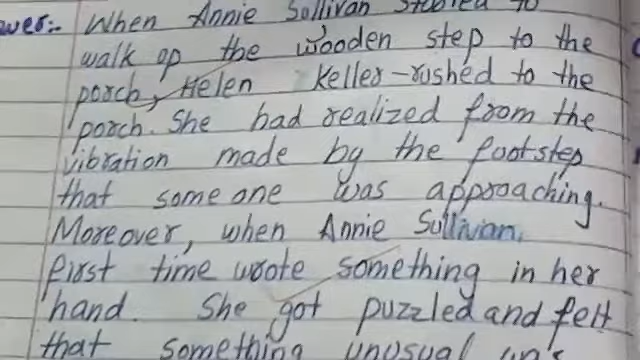 wer:- When Annie Sullivan started to
walk up the wooden step to the
porch, Helen Keller-rushed to the
porch. She had realized from the
vibration made by the footstep
that some one was approaching.
Moreover, when Annie Sullivan,
first time wrote something in her
hand. She got puzzled and felt
that something unusual